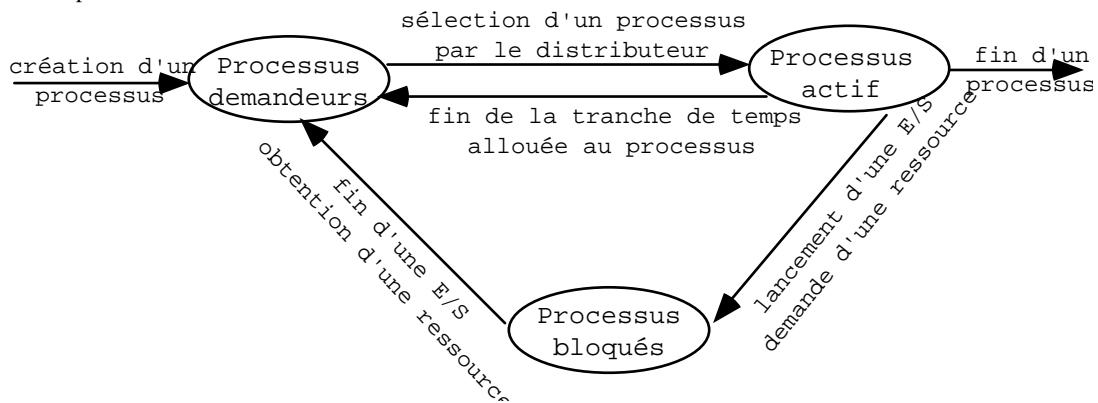 sélection d'un processus
par le distributeur
création d'un
processus
Processus
demandeurs
Processus
actif
fin d'un
processus
fin de la tranche de temps
allouée au processus
fin d'une E/S
obtention d'une ressource
lancement d'une E/S
demande d'une ressource
Processus
bloqués